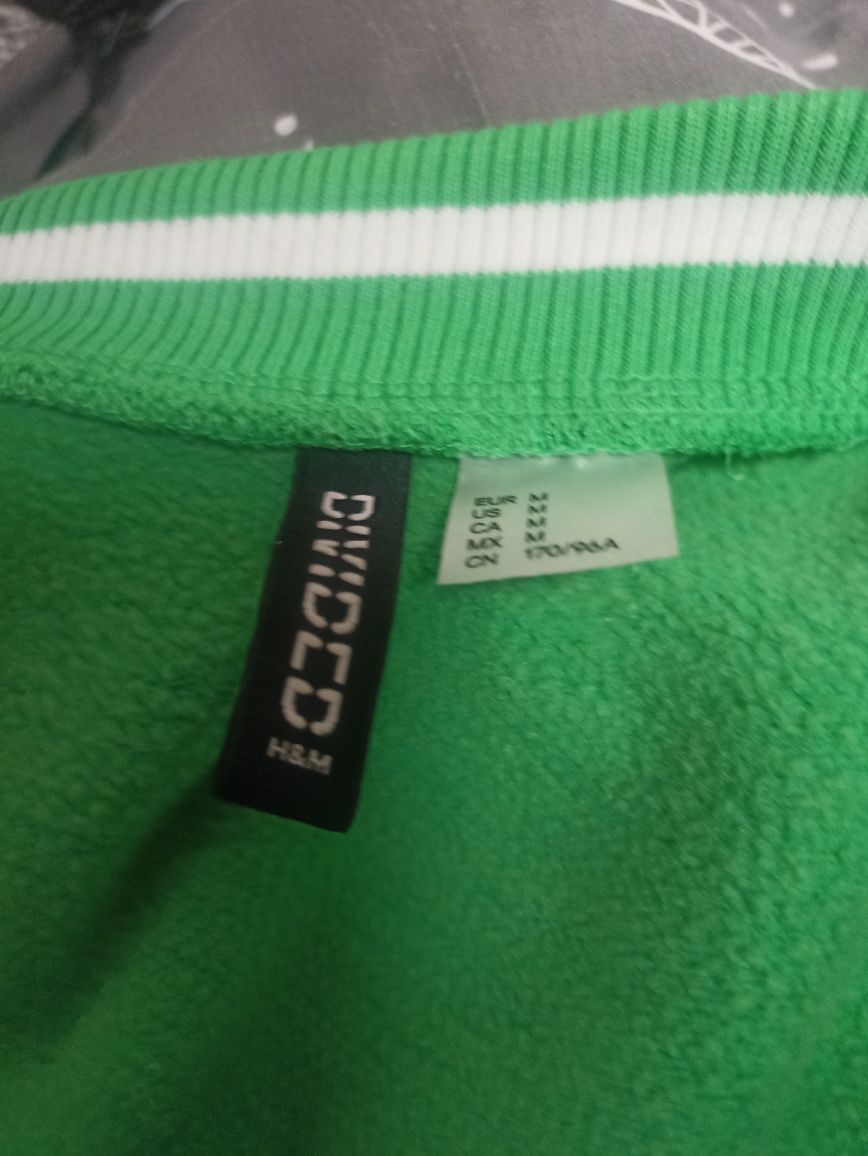 DIVIDED
H&M
EUR M
US M
CA M
MX M
CN 170/96A